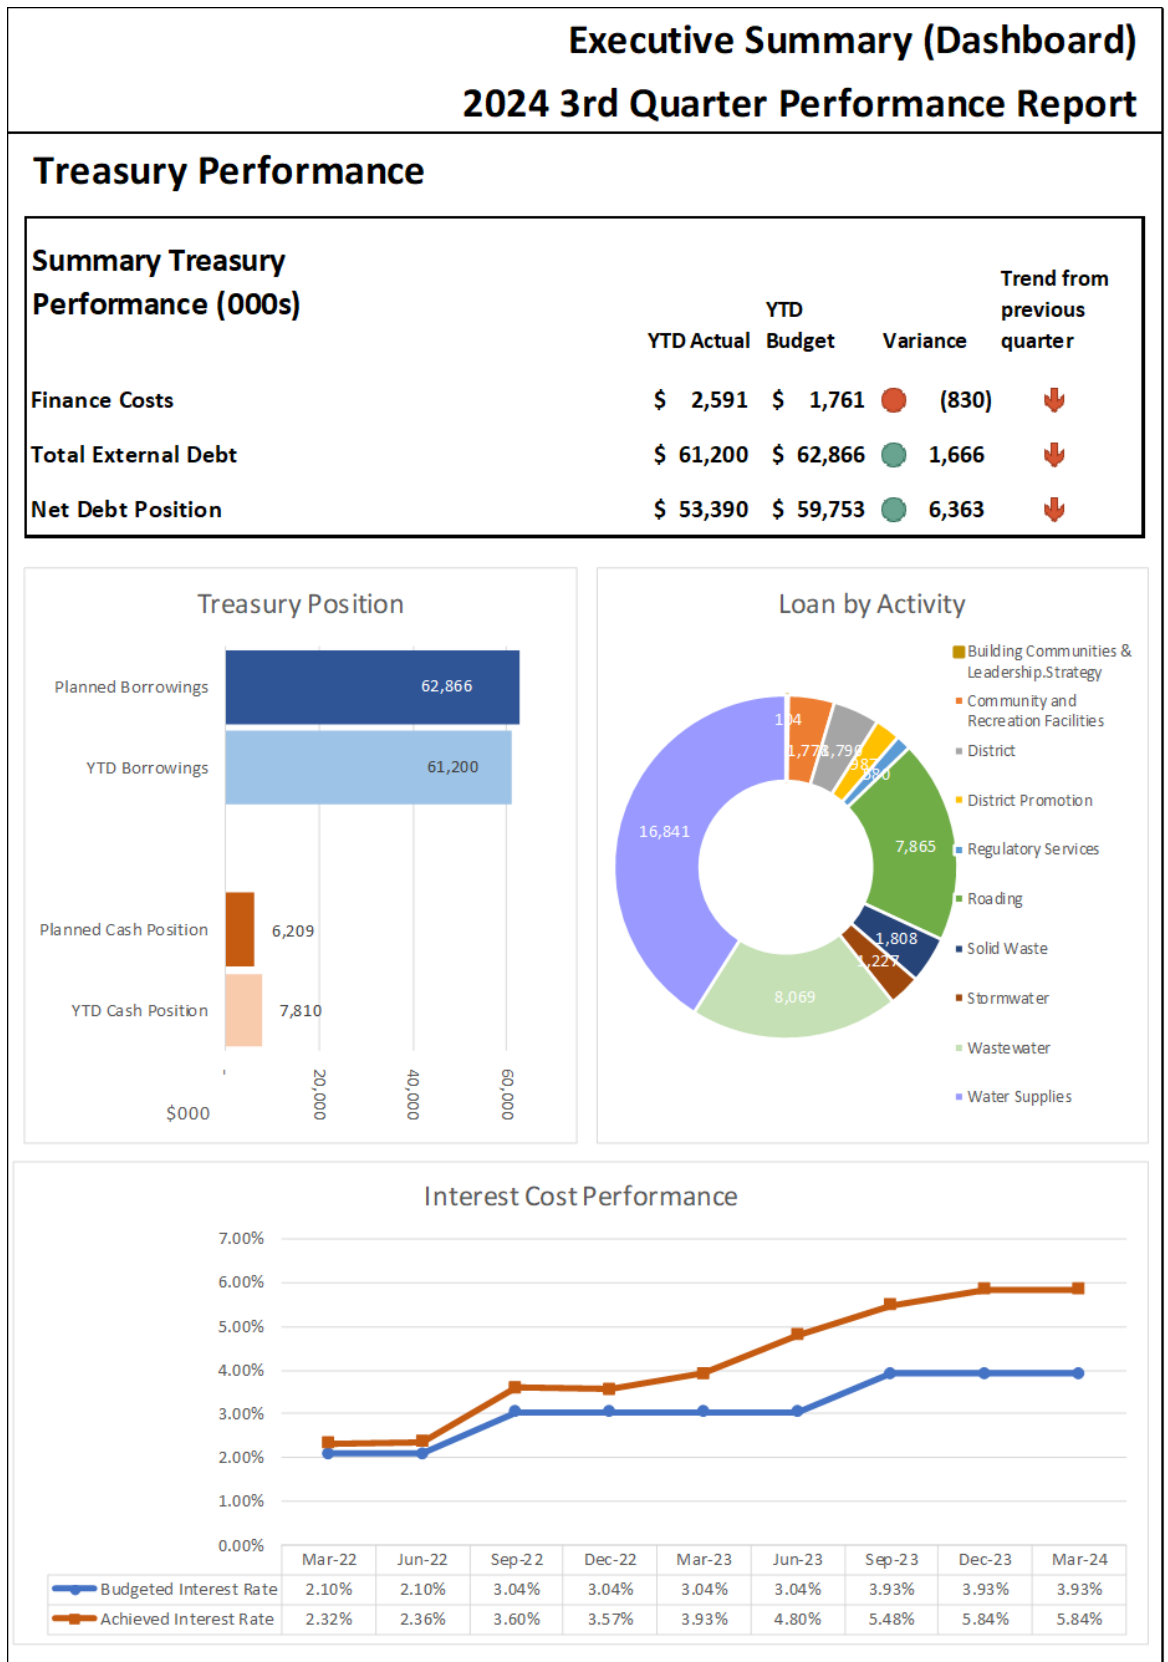 Executive Summary (Dashboard)
2024 3rd Quarter Performance Report
Treasury Performance
Summary Treasury
Performance (000s)
YTD Actual
YTD
Budget
Variance
Trend from
previous
quarter
Finance Costs $ 2,591 $ 1,761 (830)
Total External Debt $ 61,200 $ 62,866 1,666
Net Debt Position $ 53,390 $ 59,753 6,363
Treasury Position
Planned Borrowings 62,866
YTD Borrowings 61,200
Planned Cash Position 6,209
YTD Cash Position 7,810
- 20,000 40,000 60,000
$000
Loan by Activity
104
1,790
987
580
7,865
1,808
1,227
8,069
16,841
Building Communities &
Leadership.Strategy
Community and
Recreation Facilities
District
District Promotion
Regulatory Services
Roading
Solid Waste
Stormwater
Wastewater
Water Supplies
Interest Cost Performance
7.00%
6.00%
5.00%
4.00%
3.00%
2.00%
1.00%
0.00%
Mar-22 Jun-22 Sep-22 Dec-22 Mar-23 Jun-23 Sep-23 Dec-23 Mar-24
Budgeted Interest Rate 2.10% 2.10% 3.04% 3.04% 3.04% 3.04% 3.93% 3.93% 3.93%
Achieved Interest Rate 2.32% 2.36% 3.60% 3.57% 3.93% 4.80% 5.48% 5.84% 5.84%